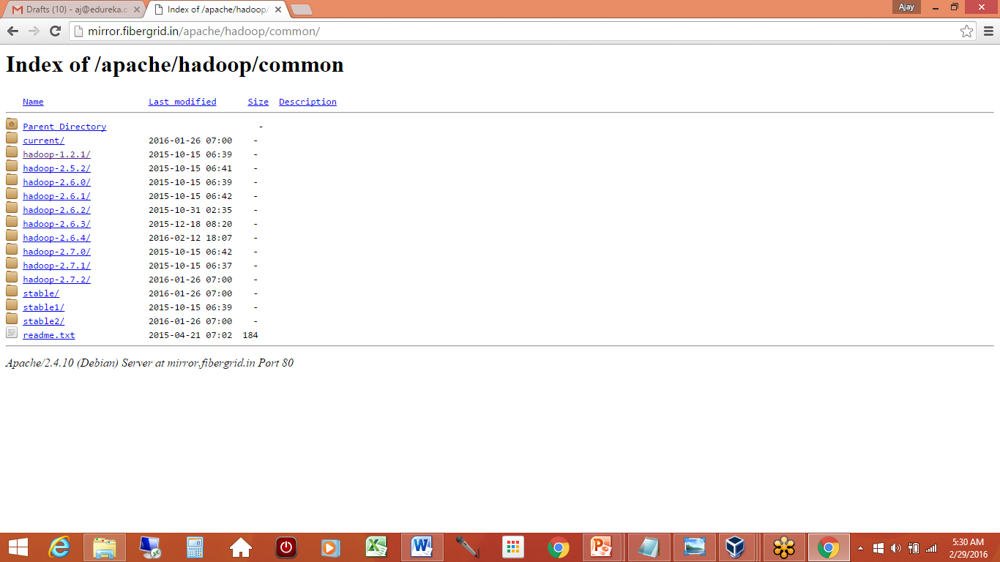 Drafts (10) - aj@edureka.c
Index of /apache/hadoop/
Ajay
mirror.fibergrid.in/apache/hadoop/common/
Index of /apache/hadoop/common
Name Last modified Size Description
Parent Directory -
current/ 2016-01-26 07:00 -
hadoop-1.2.1/ 2015-10-15 06:39 -
hadoop-2.5.2/ 2015-10-15 06:41 -
hadoop-2.6.0/ 2015-10-15 06:39 -
hadoop-2.6.1/ 2015-10-15 06:42 -
hadoop-2.6.2/ 2015-10-31 02:35 -
hadoop-2.6.3/ 2015-12-18 08:20 -
hadoop-2.6.4/ 2016-02-12 18:07 -
hadoop-2.7.0/ 2015-10-15 06:42 -
hadoop-2.7.1/ 2015-10-15 06:37 -
hadoop-2.7.2/ 2016-01-26 07:00 -
stable/ 2016-01-26 07:00 -
stable1/ 2015-10-15 06:39 -
stable2/ 2016-01-26 07:00 -
readme.txt 2015-04-21 07:02 184
Apache/2.4.10 (Debian) Server at mirror.fibergrid.in Port 80
5:30 AM
2/29/2016